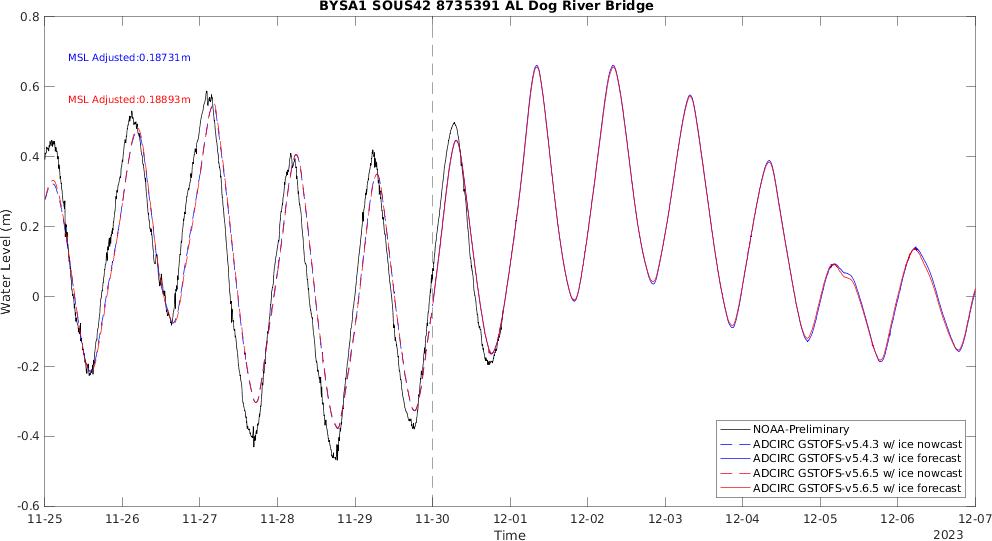 BYSA1 SOUS42 8735391 AL Dog River Bridge
0.8
0.6
0.4
0.2
0
-0.2
-0.4
-0.6
Water Level (m)
MSL Adjusted:0.18731m
MSL Adjusted:0.18893m
NOAA-Preliminary
ADCIRC GSTOFS-v5.4.3 w/ ice nowcast
ADCIRC GSTOFS-v5.4.3 w/ ice forecast
ADCIRC GSTOFS-v5.6.5 w/ ice nowcast
ADCIRC GSTOFS-v5.6.5 w/ ice forecast
11-25 11-26 11-27 11-28 11-29 11-30 12-01 12-02 12-03 12-04 12-05 12-06 12-07
Time
2023